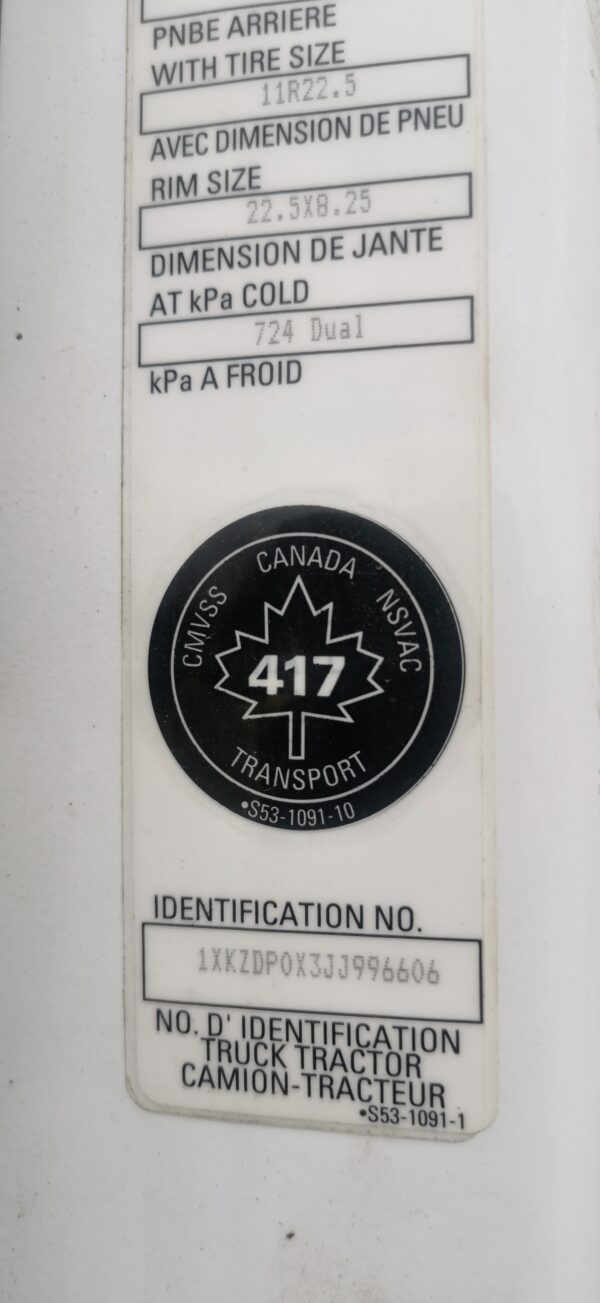 PNBE ARRIERE
WITH TIRE SIZE
11R22.5
AVEC DIMENSION DE PNEU
RIM SIZE
22.5X8.25
DIMENSION DE JANTE
AT kPa COLD
724 Dual
kPa A FROID
CANADA
CMVSS
NSVAC
417
TRANSPORT
•S53-1091-10
IDENTIFICATION NO.
1XKZDP0X3JJ996606
NO. D' IDENTIFICATION
TRUCK TRACTOR
CAMION-TRACTEUR
•S53-1091-1